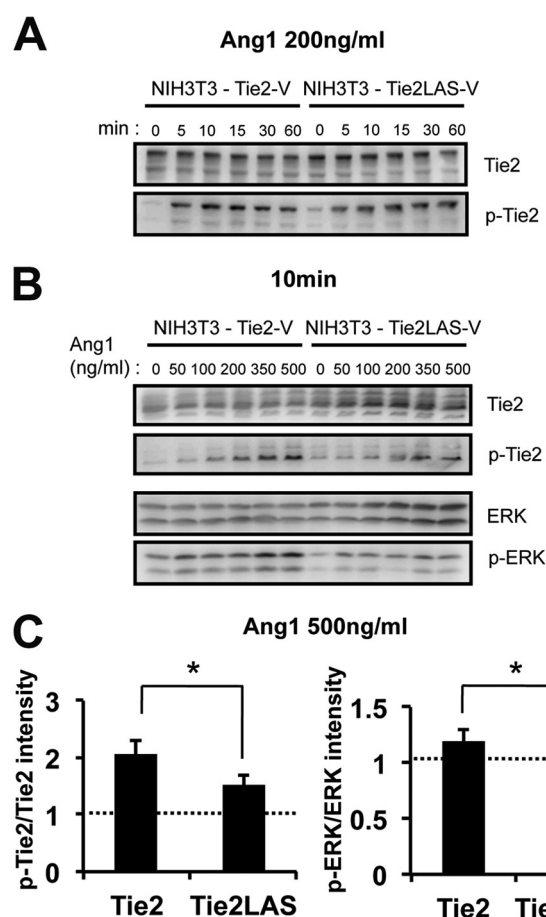 A
Ang1 200ng/ml
NIH3T3 - Tie2-V NIH3T3 - Tie2LAS-V
min : 0 5 10 15 30 60 0 5 10 15 30 60
Tie2
p-Tie2
B
10min
NIH3T3 - Tie2-V NIH3T3 - Tie2LAS-V
Ang1
(ng/ml) : 0 50 100 200 350 500 0 50 100 200 350 500
Tie2
p-Tie2
ERK
p-ERK
C
Ang1 500ng/ml
p-Tie2/Tie2 intensity
3
2
1
0
*
Tie2 Tie2LAS
p-ERK/ERK intensity
1.5
1
0.5
0
*
Tie2